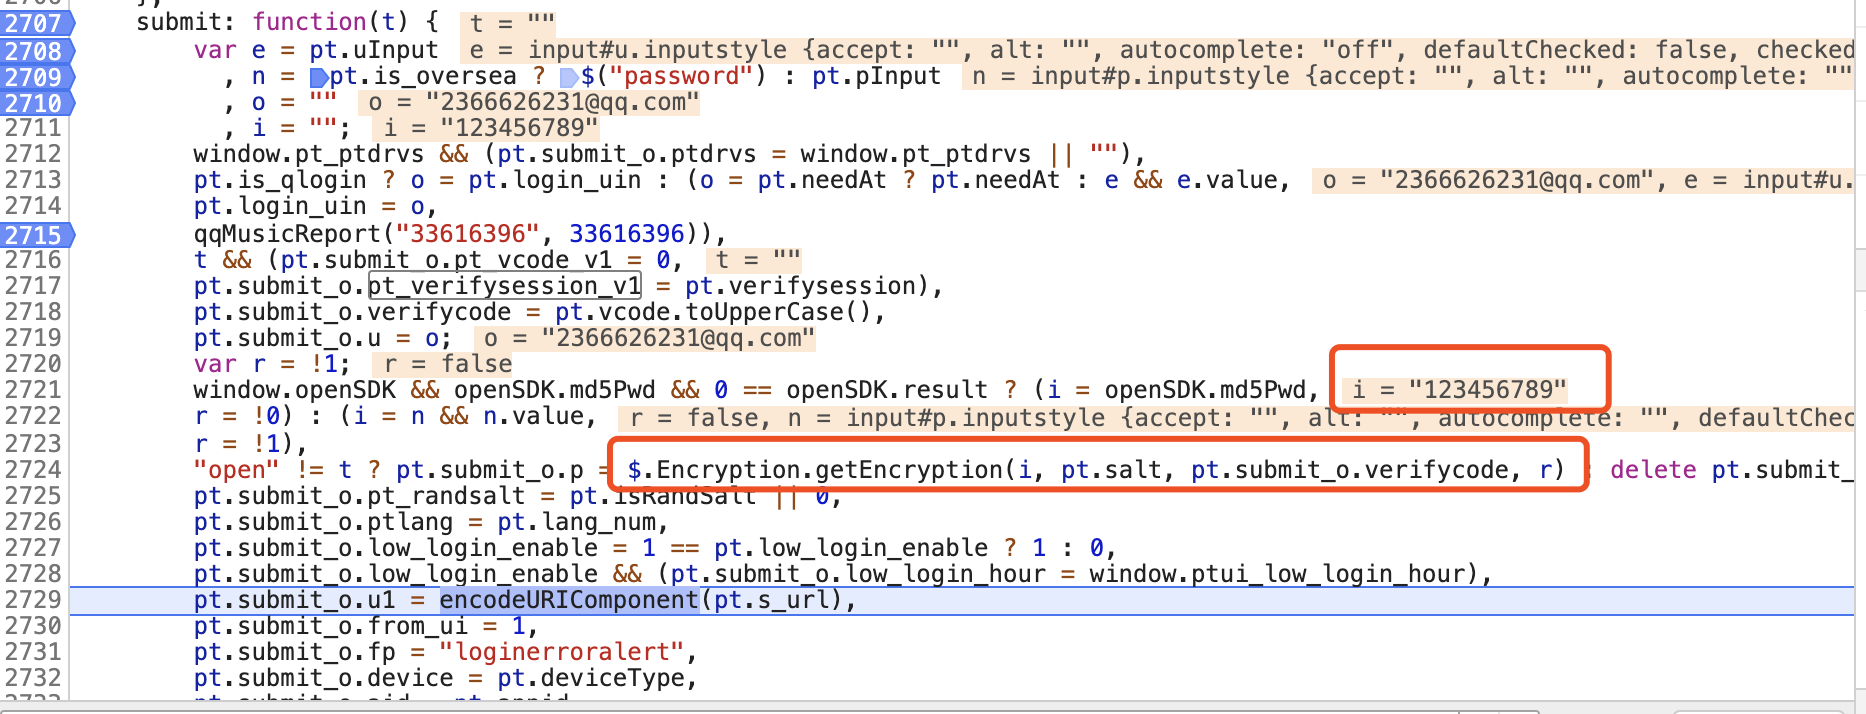 2707 submit: function(t) { t = ""
2708 var e = pt.uInput e = input#u.inputstyle {accept: "", alt: "", autocomplete: "off", defaultChecked: false, checked
2709 , n = pt.is_oversea ? $("password") : pt.pInput n = input#p.inputstyle {accept: "", alt: "", autocomplete: ""
2710 , o = "" o = "2366626231@qq.com"
2711 , i = ""; i = "123456789"
2712 window.pt_ptdrvs && (pt.submit_o.ptdrvs = window.pt_ptdrvs || ""),
2713 pt.is_qlogin ? o = pt.login_uin : (o = pt.needAt ? pt.needAt : e && e.value, o = "2366626231@qq.com", e = input#u.
2714 pt.login_uin = o,
2715 qqMusicReport("33616396", 33616396)),
2716 t && (pt.submit_o.pt_vcode_v1 = 0, t = ""
2717 pt.submit_o.pt_verifysession_v1 = pt.verifysession),
2718 pt.submit_o.verifycode = pt.vcode.toUpperCase(),
2719 pt.submit_o.u = o; o = "2366626231@qq.com"
2720 var r = !1; r = false
2721 window.openSDK && openSDK.md5Pwd && 0 == openSDK.result ? (i = openSDK.md5Pwd, i = "123456789"
2722 r = !0) : (i = n && n.value, r = false, n = input#p.inputstyle {accept: "", alt: "", autocomplete: "", defaultChec
2723 r = !1),
2724 "open" != t ? pt.submit_o.p = $.Encryption.getEncryption(i, pt.salt, pt.submit_o.verifycode, r) : delete pt.submit_
2725 pt.submit_o.pt_randsalt = pt.isRandSalt || 0,
2726 pt.submit_o.ptlang = pt.lang_num,
2727 pt.submit_o.low_login_enable = 1 == pt.low_login_enable ? 1 : 0,
2728 pt.submit_o.low_login_enable && (pt.submit_o.low_login_hour = window.ptui_low_login_hour),
2729 pt.submit_o.u1 = encodeURIComponent(pt.s_url),
2730 pt.submit_o.from_ui = 1,
2731 pt.submit_o.fp = "loginerroralert",
2732 pt.submit_o.device = pt.deviceType,